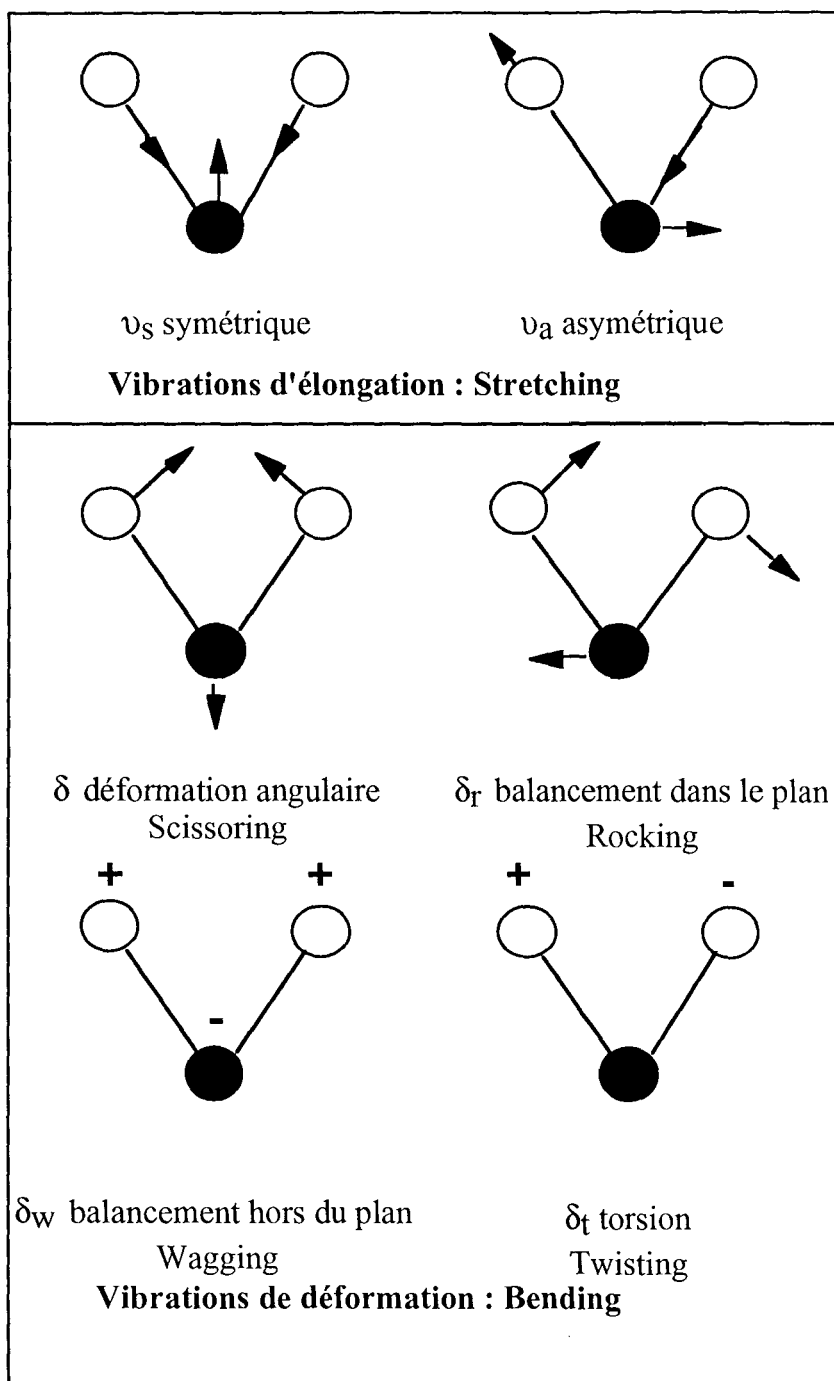 υs symétrique
υa asymétrique
Vibrations d'élongation : Stretching
δ déformation angulaire
Scissoring
δr balancement dans le plan
Rocking
+ +
-
+ -
δw balancement hors du plan
Wagging
δt torsion
Twisting
Vibrations de déformation : Bending